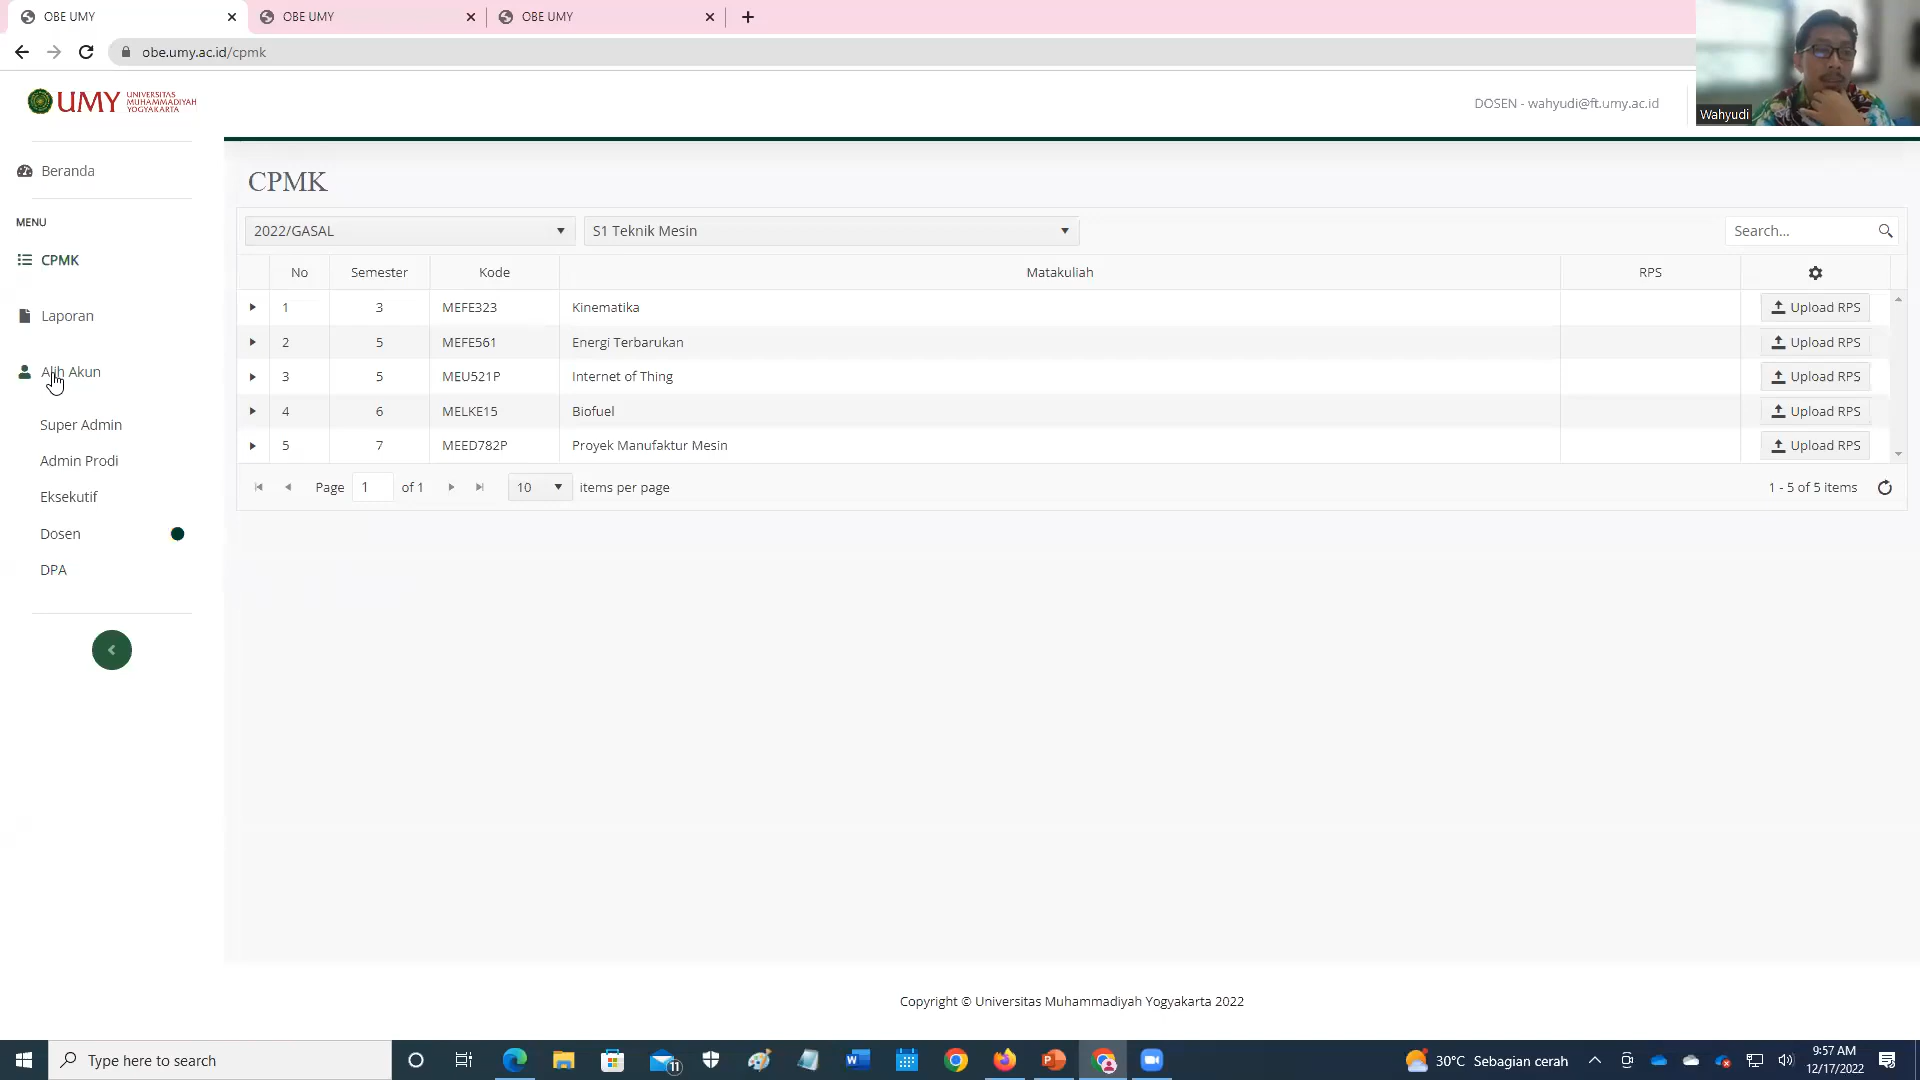 OBE UMY
OBE UMY
OBE UMY
obe.umy.ac.id/cpmk
UMY UNIVERSITAS MUHAMMADIYAH YOGYAKARTA
DOSEN - wahyudi@ft.umy.ac.id
Wahyudi
Beranda
MENU
CPMK
Laporan
Alih Akun
Super Admin
Admin Prodi
Eksekutif
Dosen
DPA
CPMK
2022/GASAL
S1 Teknik Mesin
Search...
No Semester Kode Matakuliah RPS
1 3 MEFE323 Kinematika Upload RPS
2 5 MEFE561 Energi Terbarukan Upload RPS
3 5 MEU521P Internet of Thing Upload RPS
4 6 MELKE15 Biofuel Upload RPS
5 7 MEED782P Proyek Manufaktur Mesin Upload RPS
Page 1 of 1 10 items per page 1 - 5 of 5 items
Copyright © Universitas Muhammadiyah Yogyakarta 2022
Type here to search
11
30°C Sebagian cerah
9:57 AM
12/17/2022